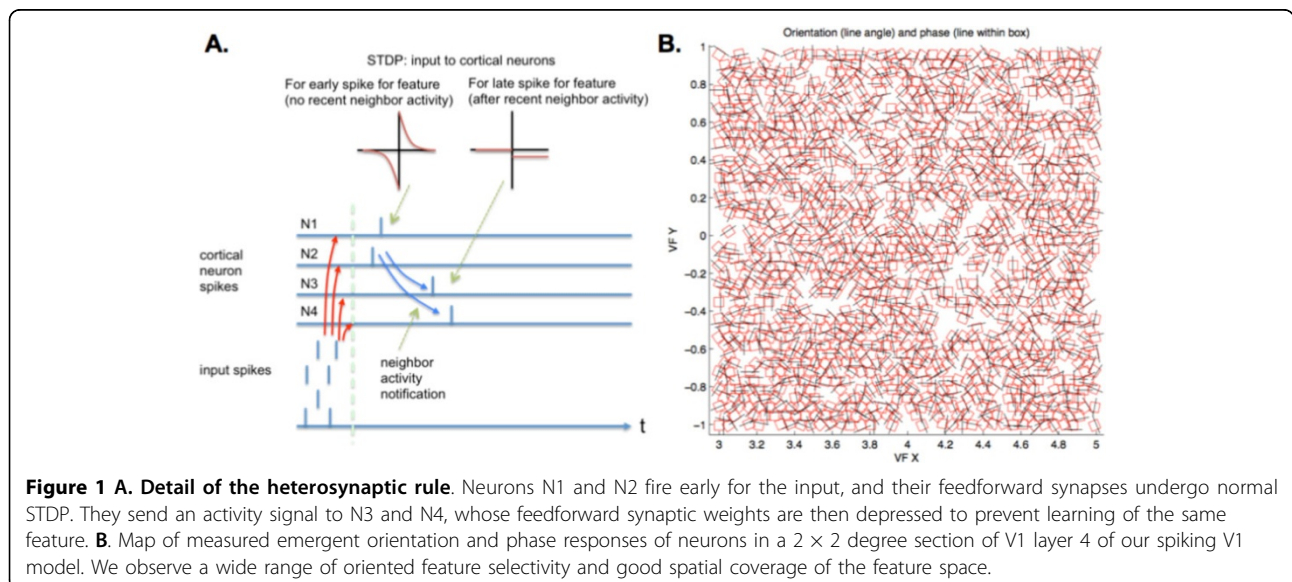 A.
STDP: input to cortical neurons
For early spike for feature
(no recent neighbor activity)
For late spike for feature
(after recent neighbor activity)
N1
N2
N3
N4
cortical
neuron
spikes
input spikes
neighbor
activity
notification
t
B.
Orientation (line angle) and phase (line within box)
1
0.8
0.6
0.4
0.2
0
−0.2
−0.4
−0.6
−0.8
−1
VF Y
3 3.2 3.4 3.6 3.8 4 4.2 4.4 4.6 4.8 5
VF X
Figure 1 A. Detail of the heterosynaptic rule. Neurons N1 and N2 fire early for the input, and their feedforward synapses undergo normal
STDP. They send an activity signal to N3 and N4, whose feedforward synaptic weights are then depressed to prevent learning of the same
feature. B. Map of measured emergent orientation and phase responses of neurons in a 2 × 2 degree section of V1 layer 4 of our spiking V1
model. We observe a wide range of oriented feature selectivity and good spatial coverage of the feature space.